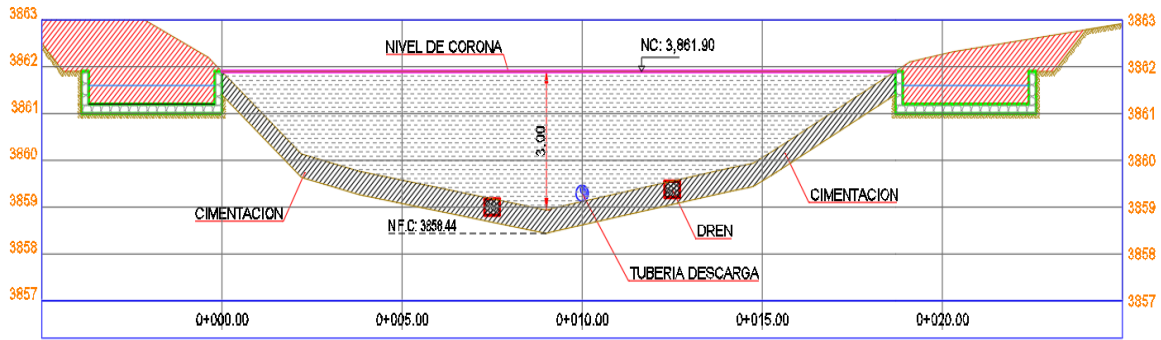 3863
3863
NIVEL DE CORONA
NC: 3,861.90
3862
3862
3861
3861
3.00
3860
3860
CIMENTACION
CIMENTACION
3859
3859
N.F.C: 3858.44
DREN
3858
3858
TUBERIA DESCARGA
3857
3857
0+000.00
0+005.00
0+010.00
0+015.00
0+020.00